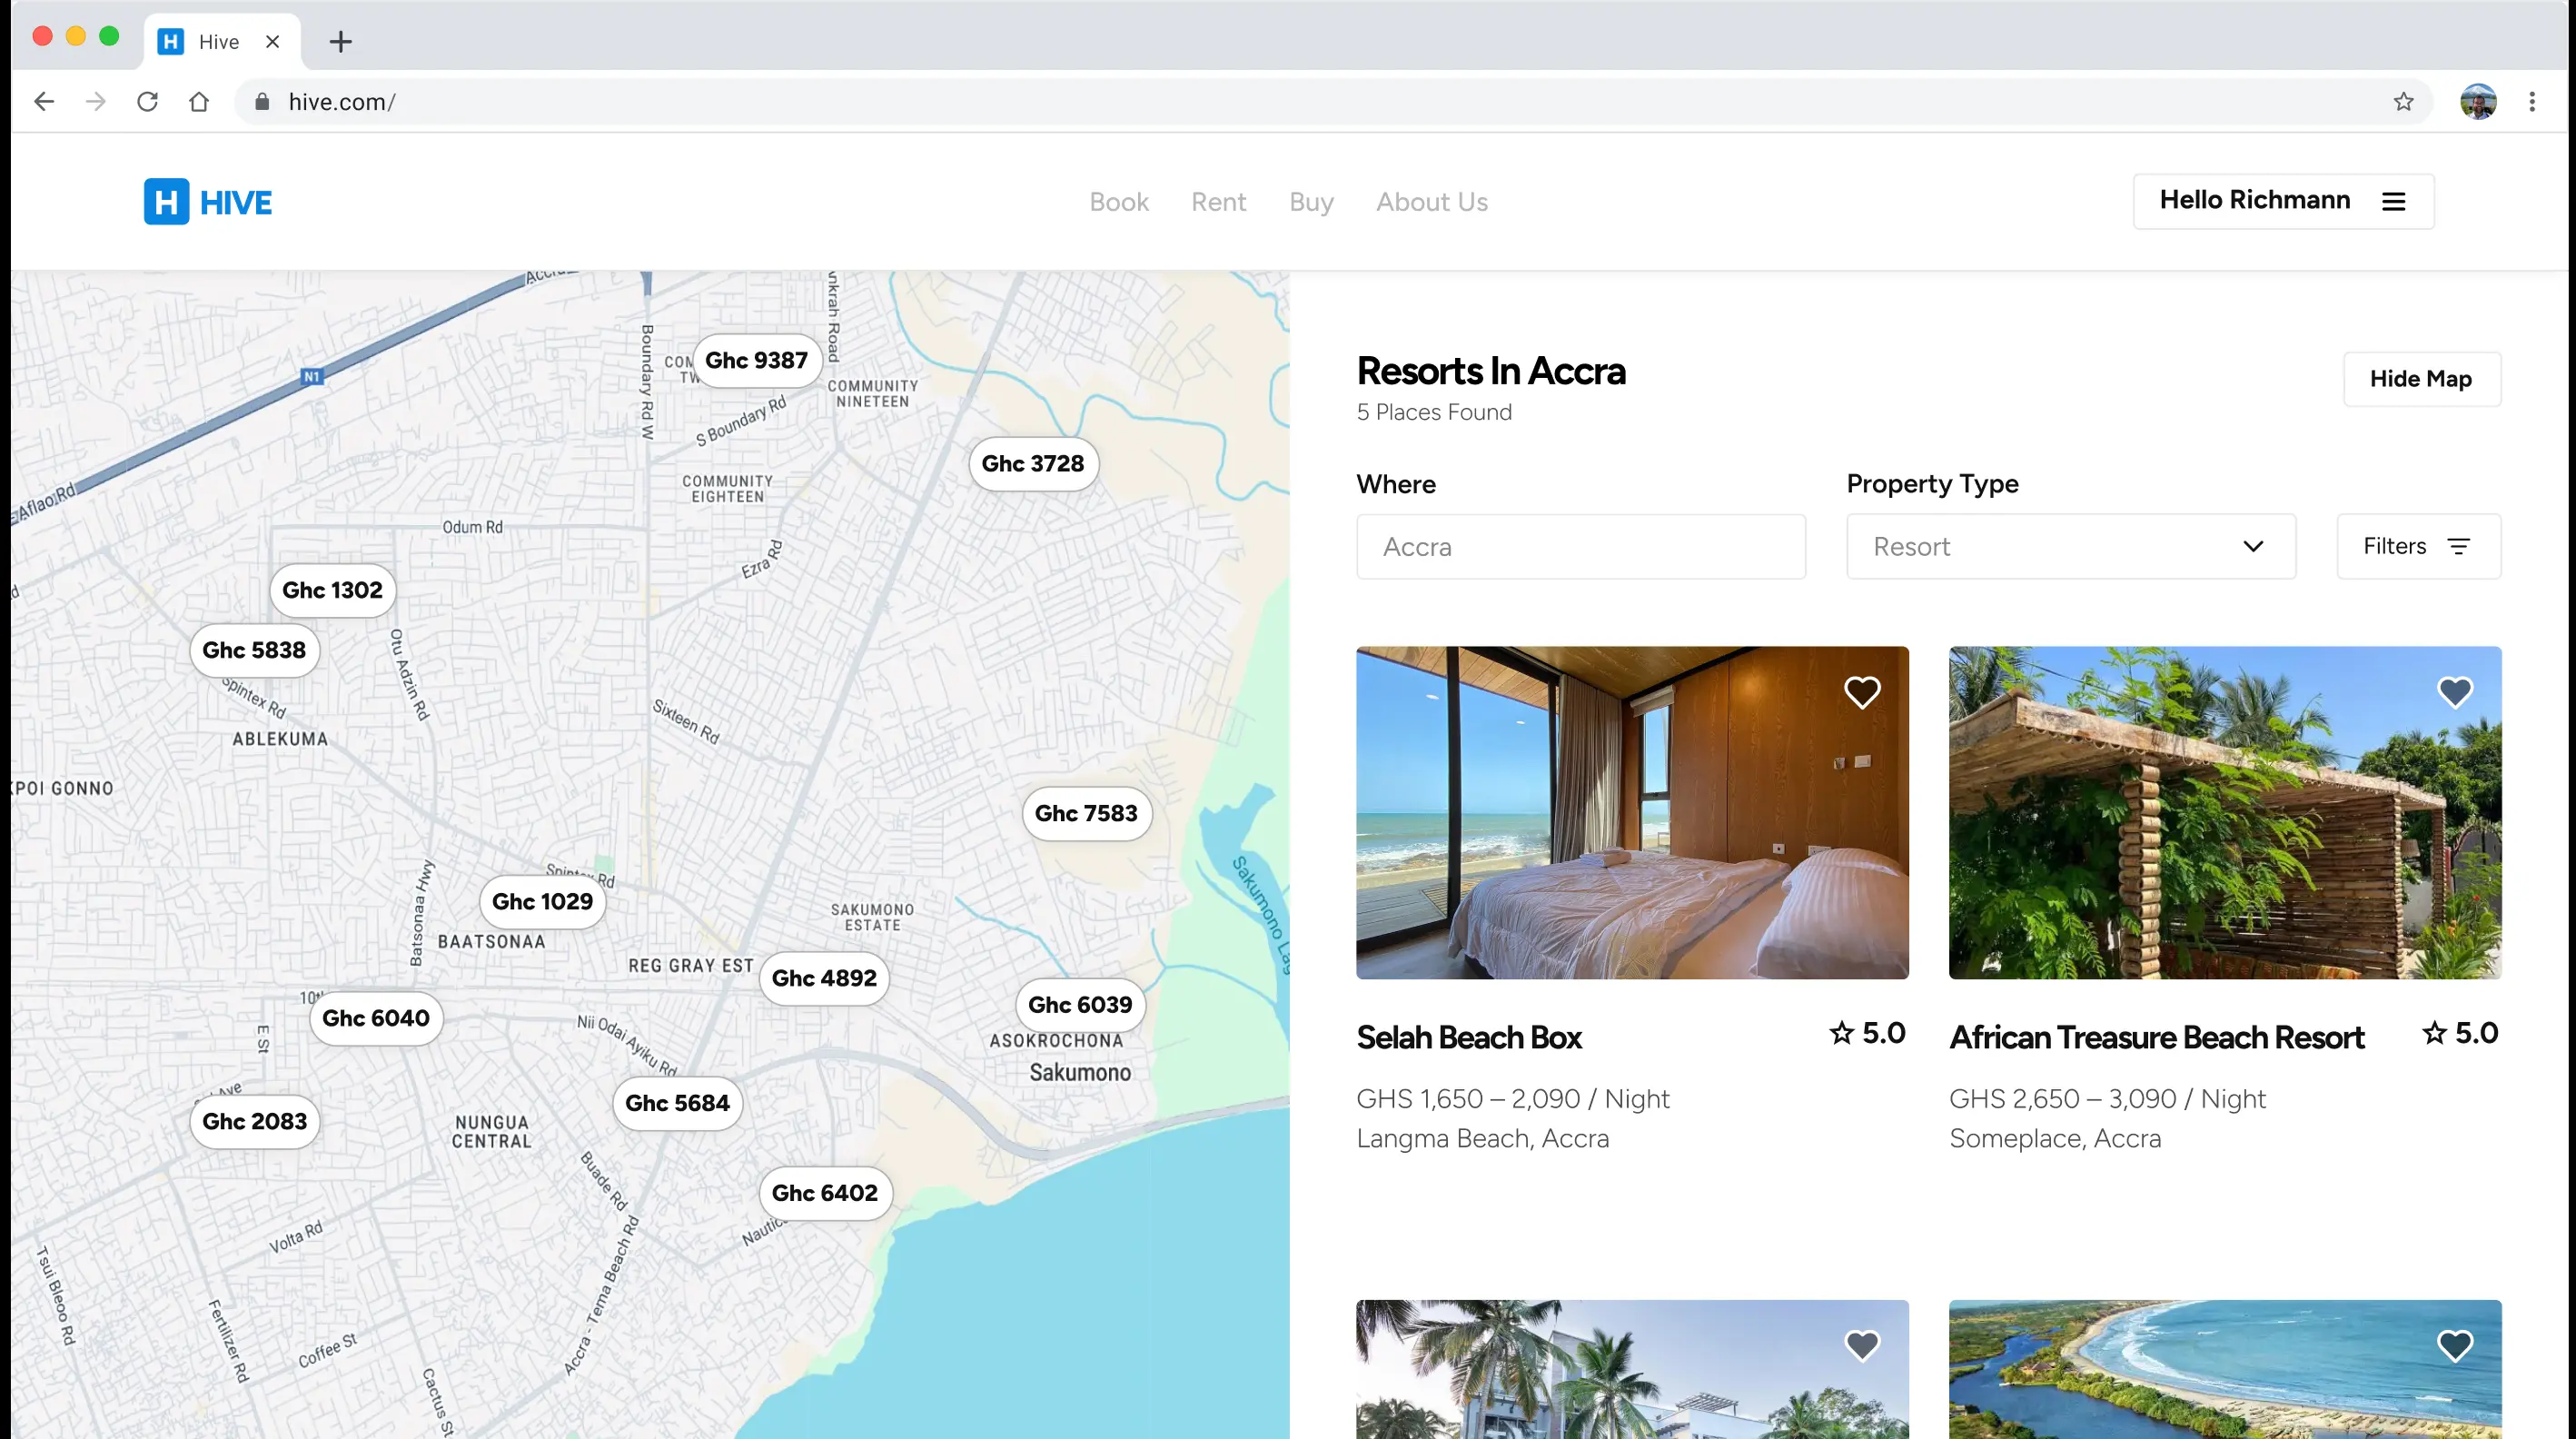 Hive
hive.com/
H HIVE
Book Rent Buy About Us
Hello Richmann
N1
Boundary Rd W
Ghc 9387
COMMUNITY
NINETEEN
S Boundary Rd
COMMUNITY
EIGHTEEN
Ghc 3728
Aflao Rd
Odum Rd
Ezra Rd
Ghc 1302
Ghc 5838
Otu Adzin Rd
Spintex Rd
ABLEKUMA
Sixteen Rd
KPOI GONNO
Ghc 7583
Sakumono
Batsonaa Hwy
Ghc 1029
BAATSONAA
SAKUMONO
ESTATE
REG GRAY EST
Ghc 4892
Ghc 6039
ASOKROCHONA
Sakumono
Ghc 6040
E St
Nii Odai Ayiku Rd
Ghc 2083
NUNGUA
CENTRAL
Ghc 5684
Buade Rd
Ghc 6402
Volta Rd
Tsui Bleoo Rd
Fertilizer Rd
Coffee St
Cactus St
Accra - Tema Beach Rd
Resorts In Accra
5 Places Found
Hide Map
Where
Accra
Property Type
Resort
Filters
Selah Beach Box
5.0
GHS 1,650 – 2,090 / Night
Langma Beach, Accra
African Treasure Beach Resort
5.0
GHS 2,650 – 3,090 / Night
Someplace, Accra